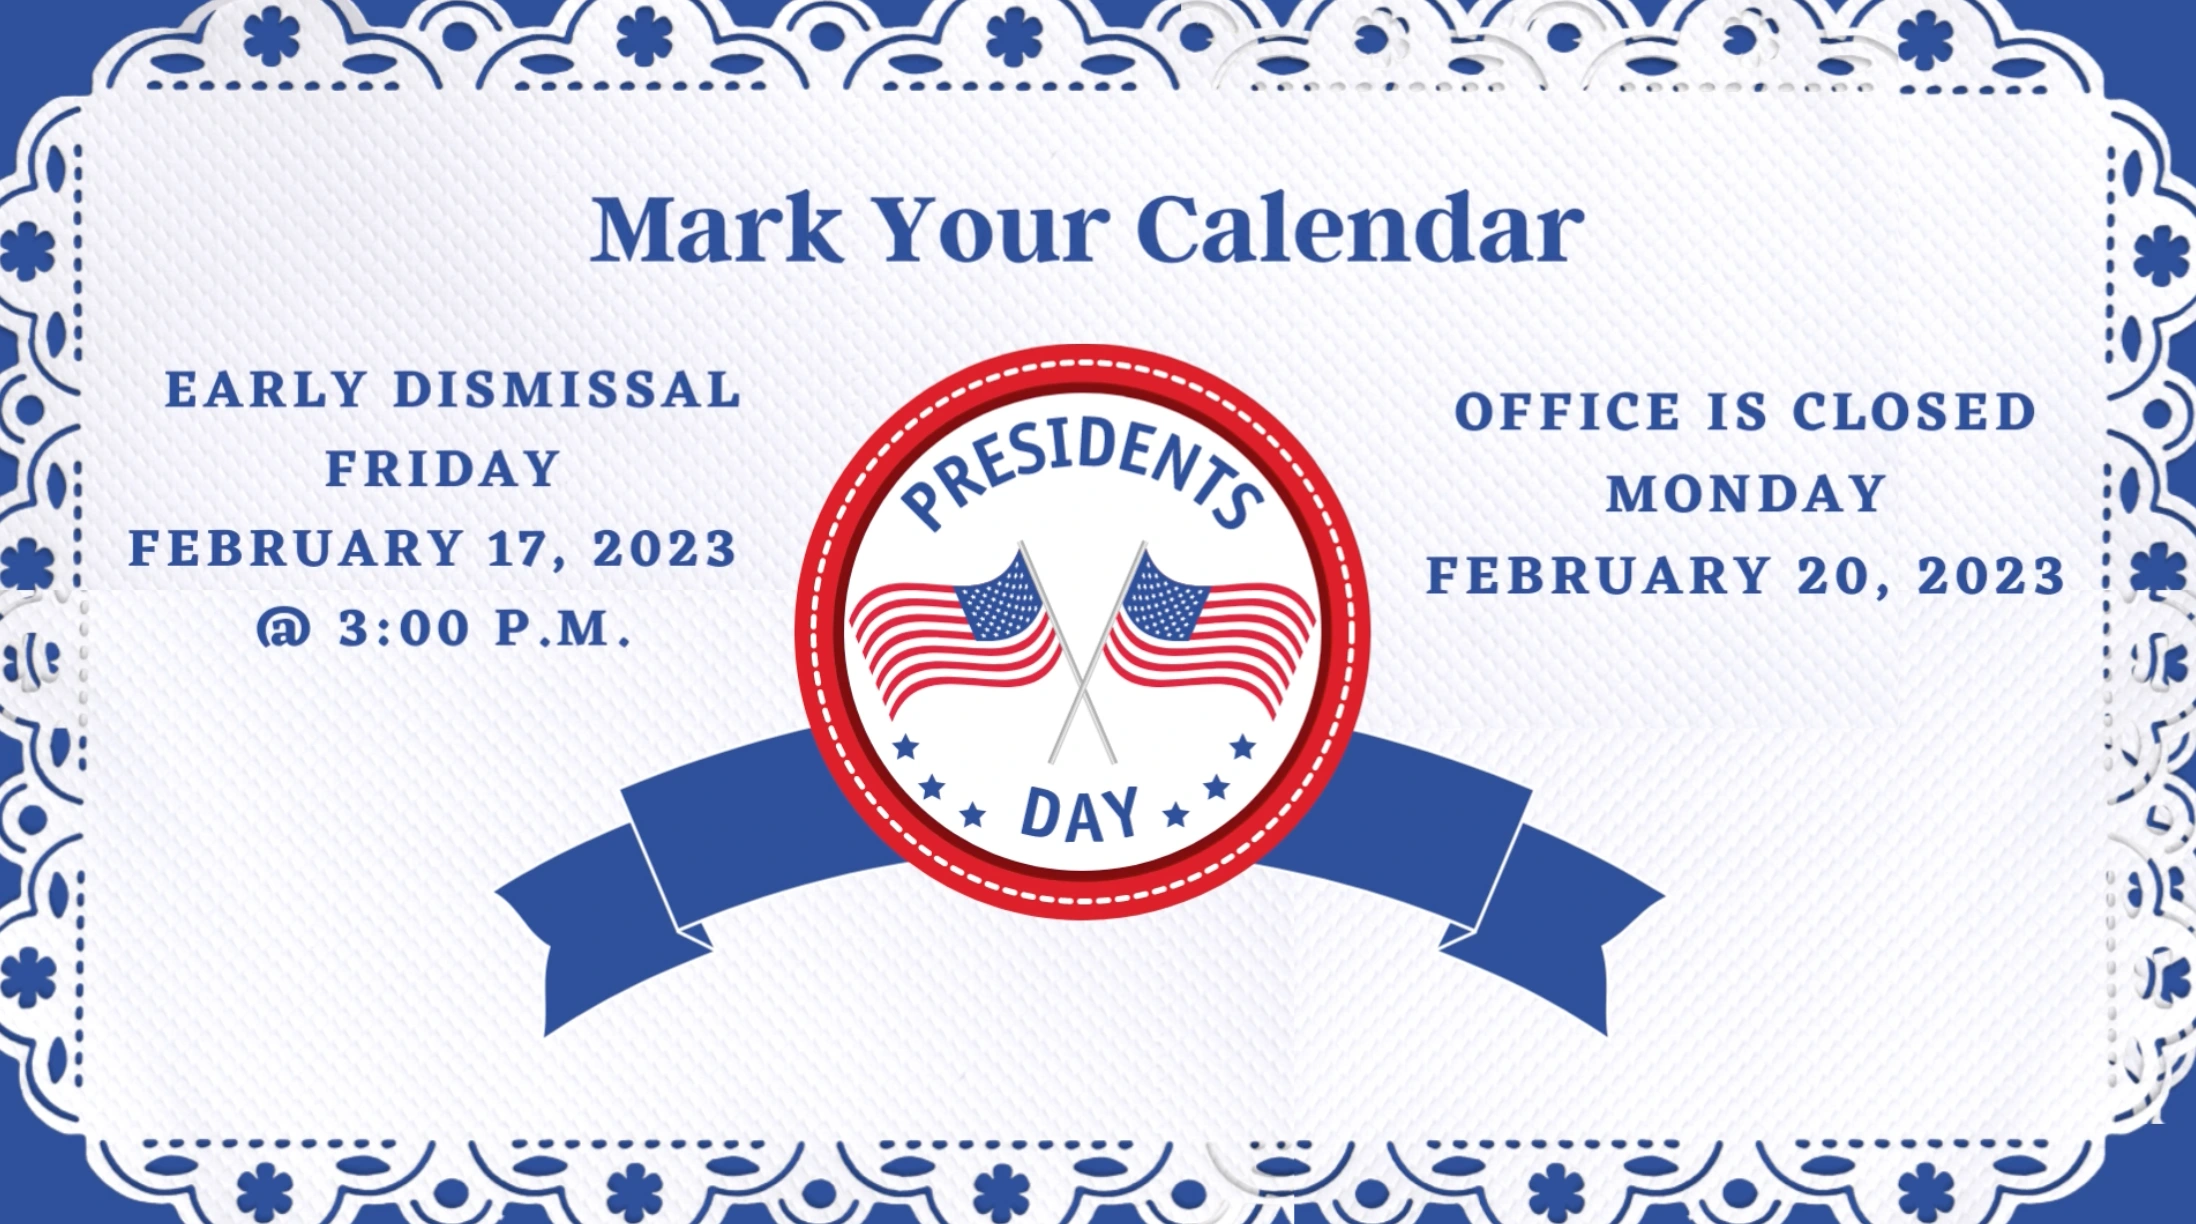 Mark Your Calendar
EARLY DISMISSAL
FRIDAY
FEBRUARY 17, 2023
@ 3:00 P.M.
PRESIDENTS
DAY
OFFICE IS CLOSED
MONDAY
FEBRUARY 20, 2023